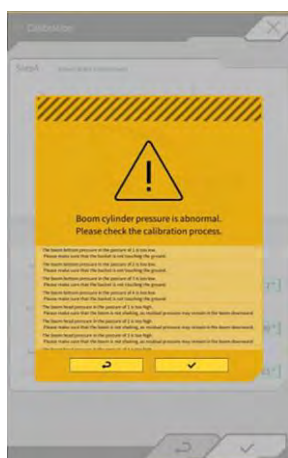 Calibration
Step4
Boom cylinder pressure is abnormal.
Please check the calibration process.
The boom bottom pressure in the posture of 1 is too low.
Please make sure that the bucket is not touching the ground.
The boom bottom pressure in the posture of 2 is too low.
Please make sure that the bucket is not touching the ground.
The boom bottom pressure in the posture of 3 is too low.
Please make sure that the bucket is not touching the ground.
The boom bottom pressure in the posture of 4 is too low.
Please make sure that the bucket is not touching the ground.
The boom head pressure in the posture of 1 is too high.
Please make sure that the boom is not shaking, as residual pressure may remain in the boom downward.
The boom head pressure in the posture of 2 is too high.
Please make sure that the boom is not shaking, as residual pressure may remain in the boom downward.
The boom head pressure in the posture of 3 is too high.
Please make sure that the boom is not shaking, as residual pressure may remain in the boom downward.